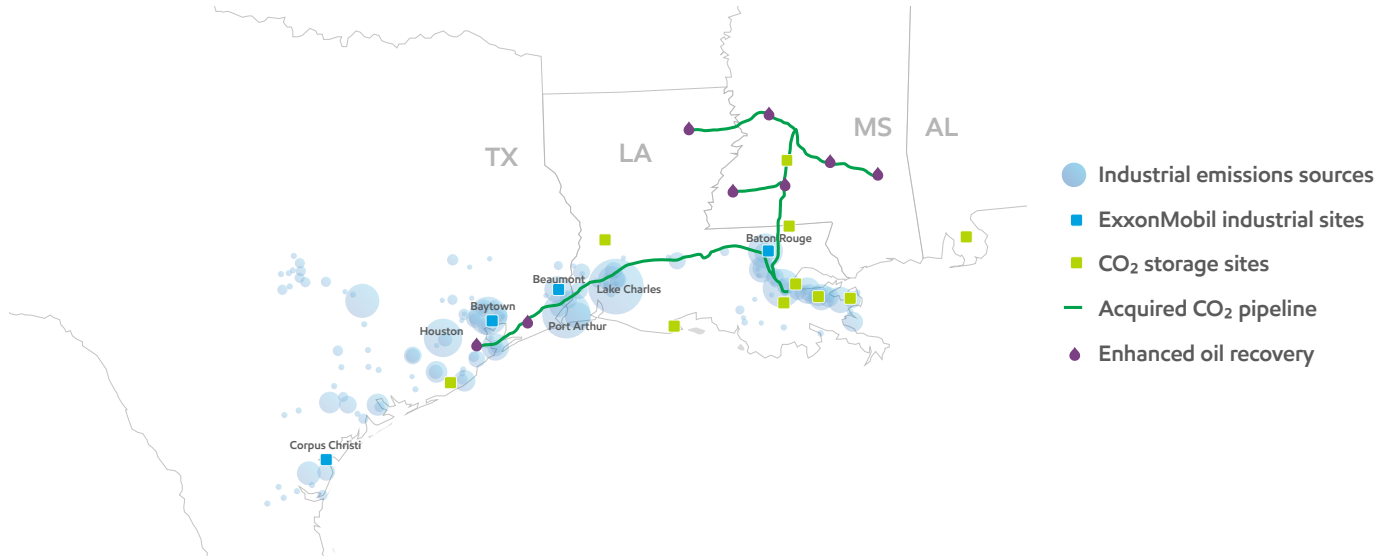 MS
AL
TX
LA
Industrial emissions sources
ExxonMobil industrial sites
CO₂ storage sites
Acquired CO₂ pipeline
Enhanced oil recovery
Baton Rouge
Beaumont
Lake Charles
Baytown
Port Arthur
Houston
Corpus Christi